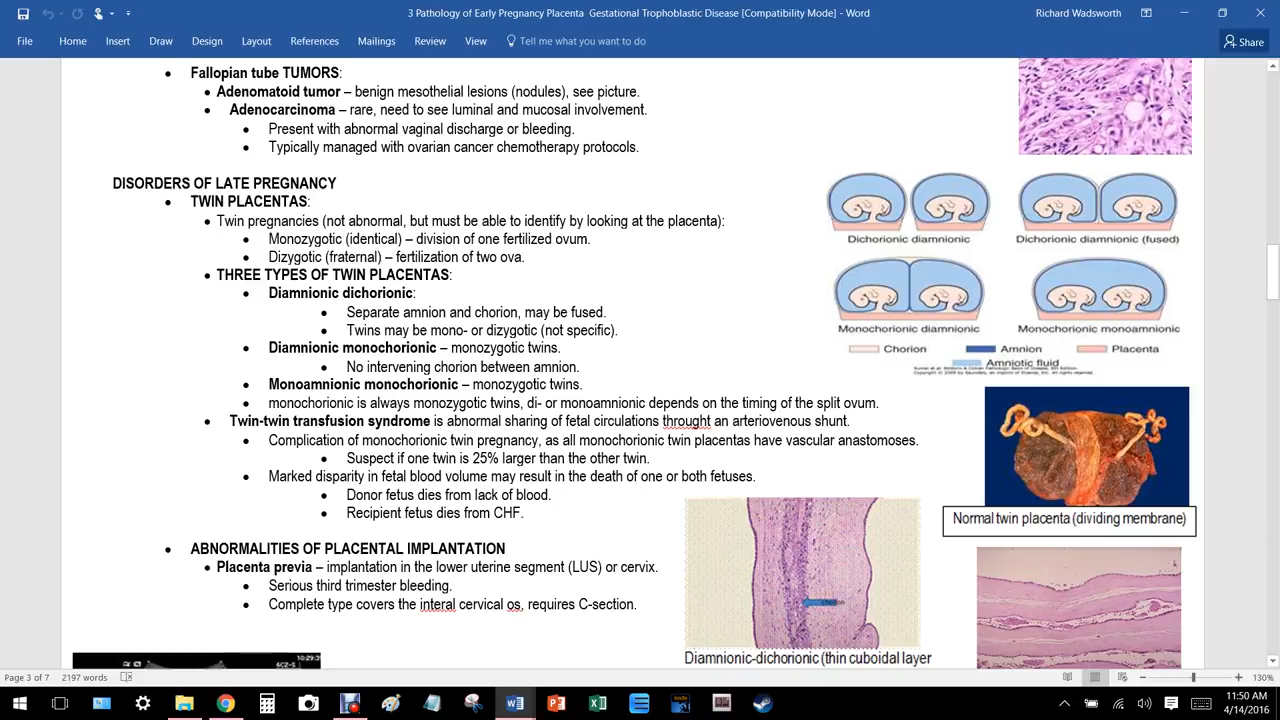 3 Pathology of Early Pregnancy Placenta  Gestational Trophoblastic Disease [Compatibility Mode] - Word
Richard Wadsworth
File Home Insert Draw Design Layout References Mailings Review View Tell me what you want to do Share
• Fallopian tube TUMORS:
• Adenomatoid tumor – benign mesothelial lesions (nodules), see picture.
• Adenocarcinoma – rare, need to see luminal and mucosal involvement.
• Present with abnormal vaginal discharge or bleeding.
• Typically managed with ovarian cancer chemotherapy protocols.
DISORDERS OF LATE PREGNANCY
• TWIN PLACENTAS:
• Twin pregnancies (not abnormal, but must be able to identify by looking at the placenta):
• Monozygotic (identical) – division of one fertilized ovum.
• Dizygotic (fraternal) – fertilization of two ova.
• THREE TYPES OF TWIN PLACENTAS:
• Diamnionic dichorionic:
• Separate amnion and chorion, may be fused.
• Twins may be mono- or dizygotic (not specific).
• Diamnionic monochorionic – monozygotic twins.
• No intervening chorion between amnion.
• Monoamnionic monochorionic – monozygotic twins.
• monochorionic is always monozygotic twins, di- or monoamnionic depends on the timing of the split ovum.
• Twin-twin transfusion syndrome is abnormal sharing of fetal circulations throught an arteriovenous shunt.
• Complication of monochorionic twin pregnancy, as all monochorionic twin placentas have vascular anastomoses.
• Suspect if one twin is 25% larger than the other twin.
• Marked disparity in fetal blood volume may result in the death of one or both fetuses.
• Donor fetus dies from lack of blood.
• Recipient fetus dies from CHF.
• ABNORMALITIES OF PLACENTAL IMPLANTATION
• Placenta previa – implantation in the lower uterine segment (LUS) or cervix.
• Serious third trimester bleeding.
• Complete type covers the interal cervical os, requires C-section.
Dichorionic diamnionic
Dichorionic diamnionic (fused)
Monochorionic diamnionic
Monochorionic monoamnionic
Chorion Amnion Placenta
Amniotic fluid
Normal twin placenta (dividing membrane)
Diamnionic-dichorionic (thin cuboidal layer
Page 3 of 7 2197 words
130%
11:50 AM
4/14/2016